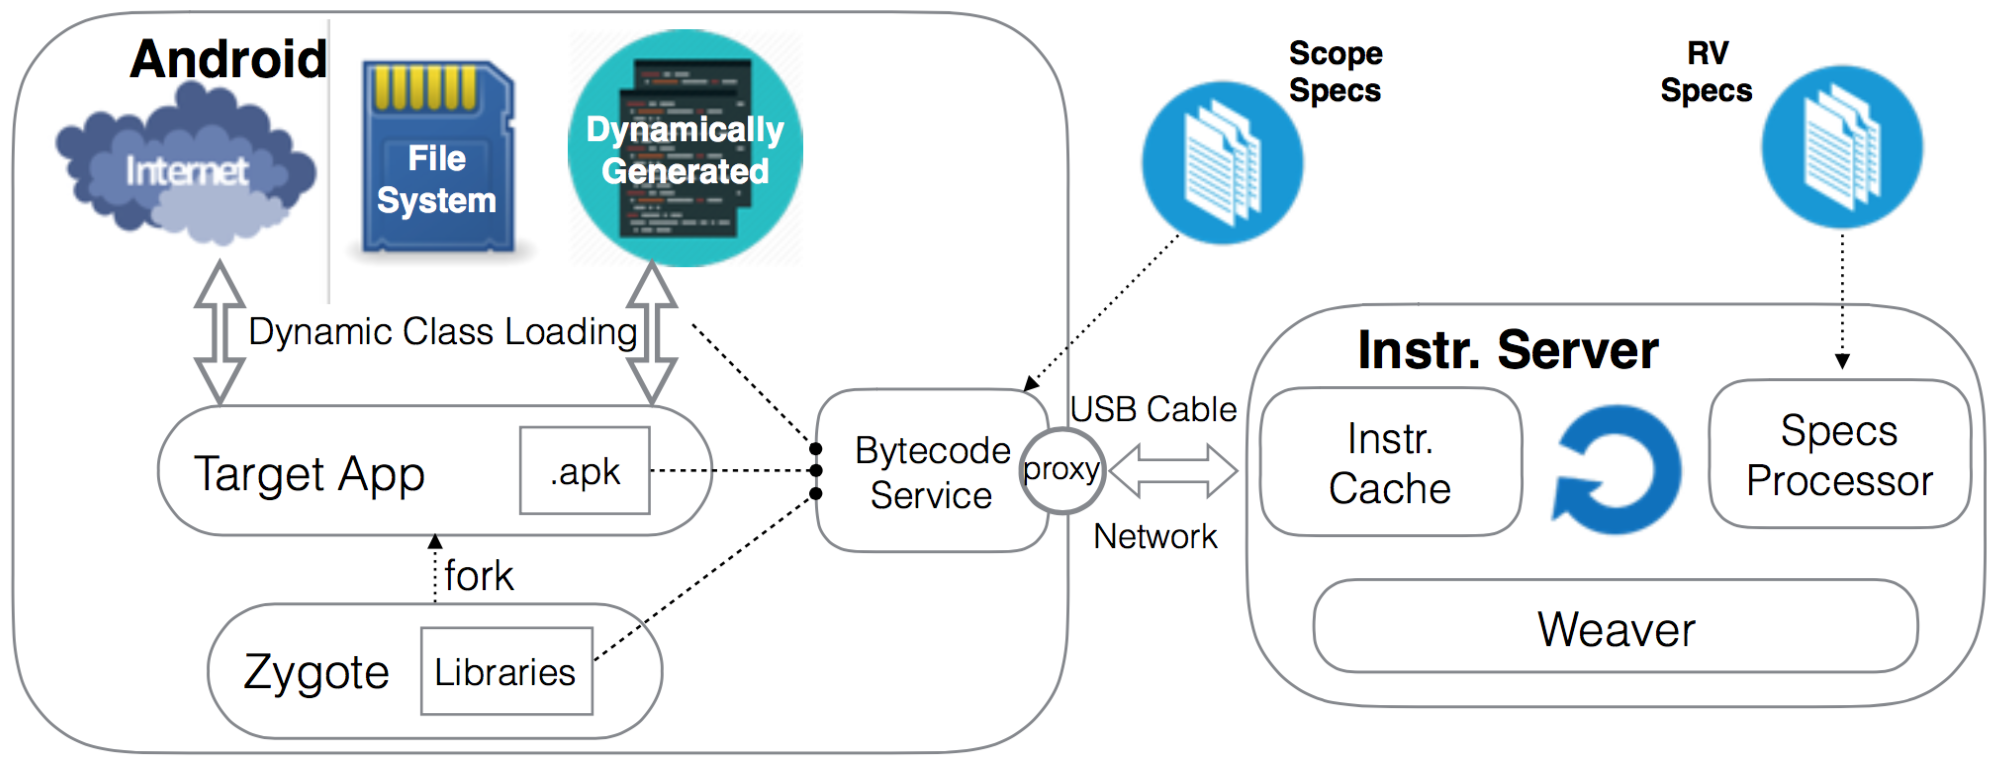 Android
Internet
File
System
Dynamically
Generated
Scope
Specs
RV
Specs
Dynamic Class Loading
Instr. Server
Target App
.apk
Bytecode
Service
proxy
USB Cable
Network
Instr.
Cache
Specs
Processor
fork
Zygote
Libraries
Weaver